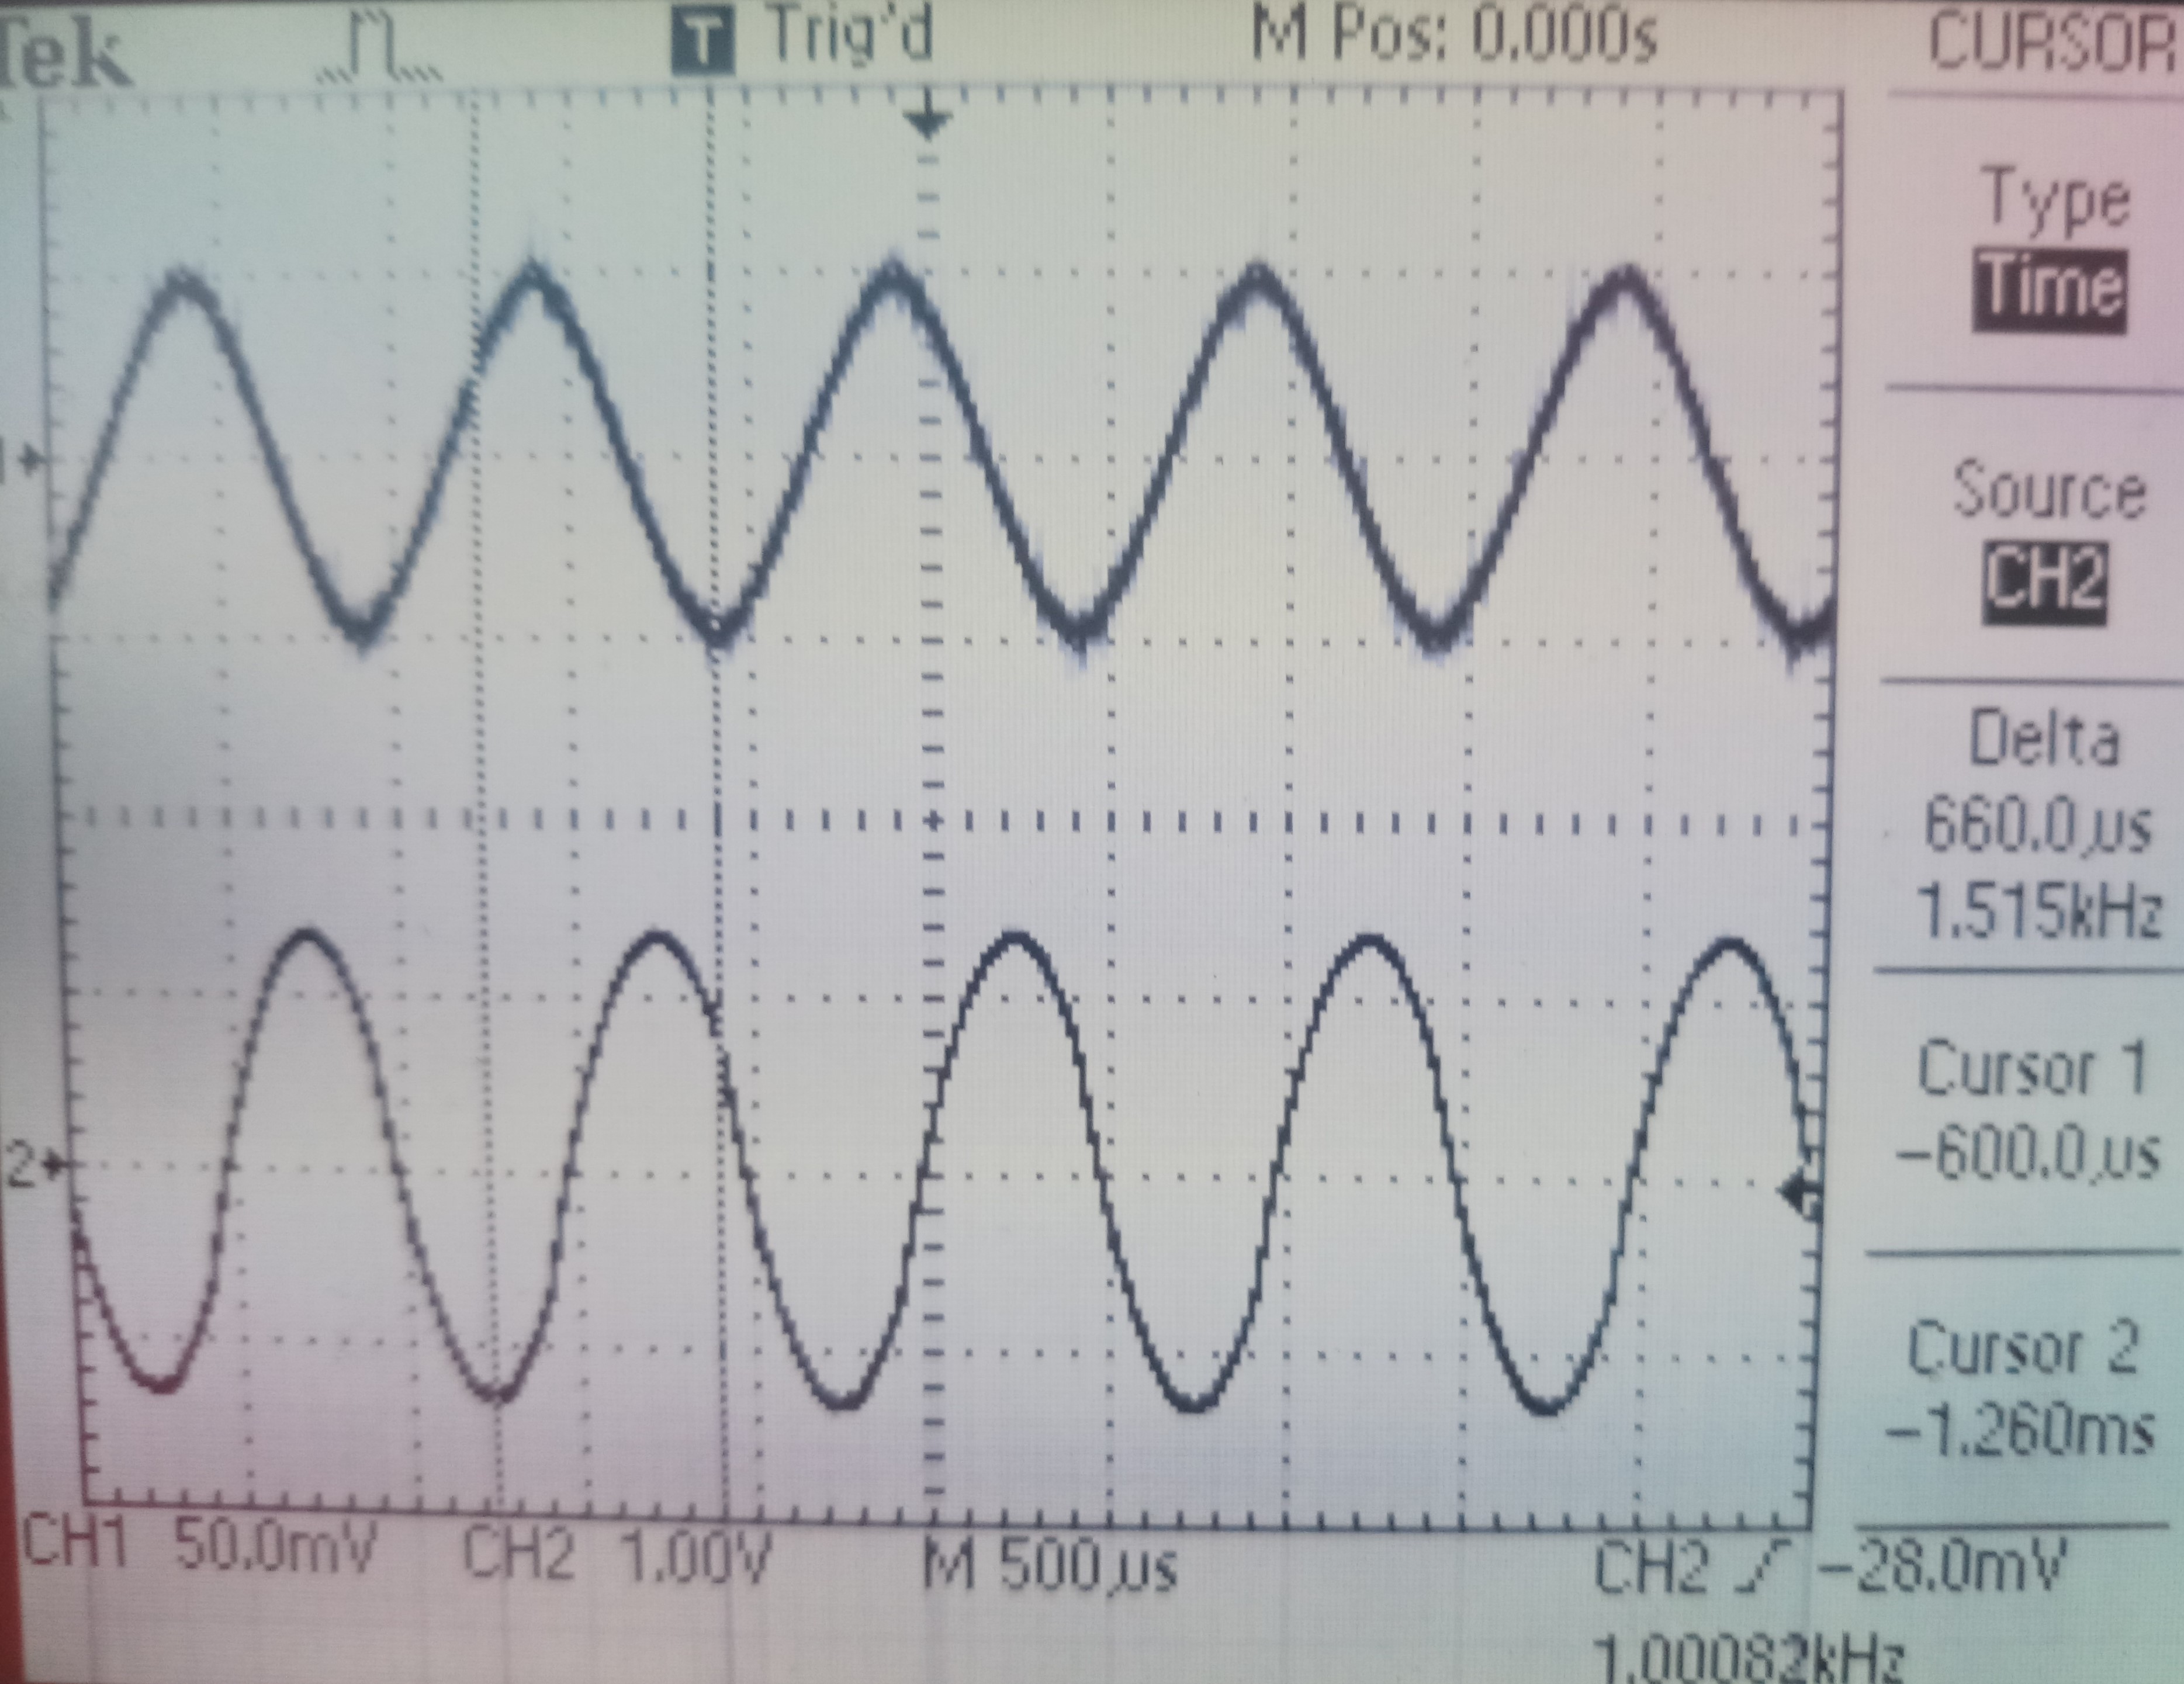 Tek T Trig'd M Pos: 0.000s CURSOR
Type
Time
Source
CH2
Delta
660.0µs
1.515kHz
Cursor 1
-600.0µs
2
Cursor 2
-1.260ms
CH1 50.0mV CH2 1.00V M 500µs CH2 -28.0mV
1.00082kHz